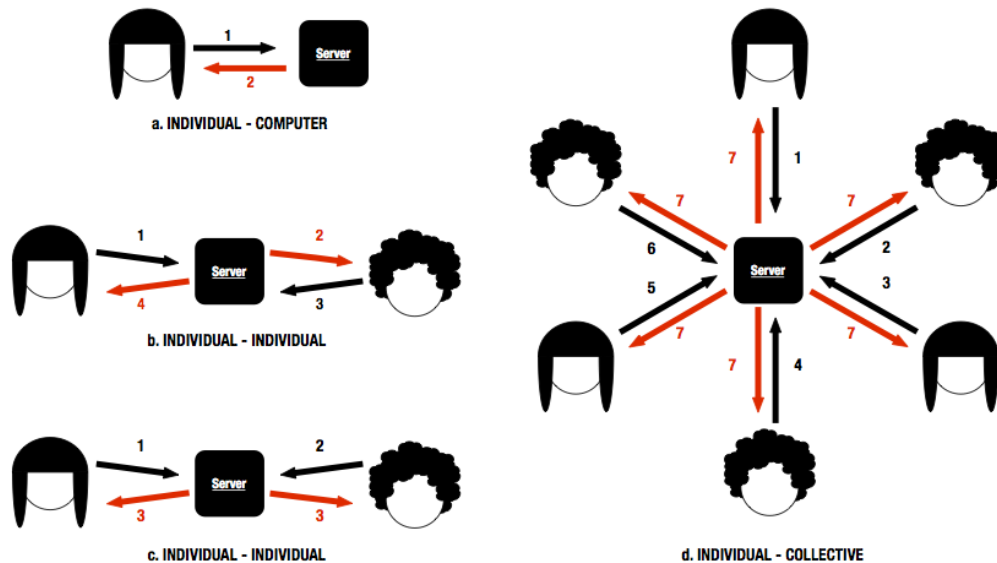 1
Server
2
a. INDIVIDUAL - COMPUTER
1
2
Server
4
3
b. INDIVIDUAL - INDIVIDUAL
1
2
Server
3
3
c. INDIVIDUAL - INDIVIDUAL
7
1
7
6
2
Server
5
3
7
7
7
4
d. INDIVIDUAL - COLLECTIVE